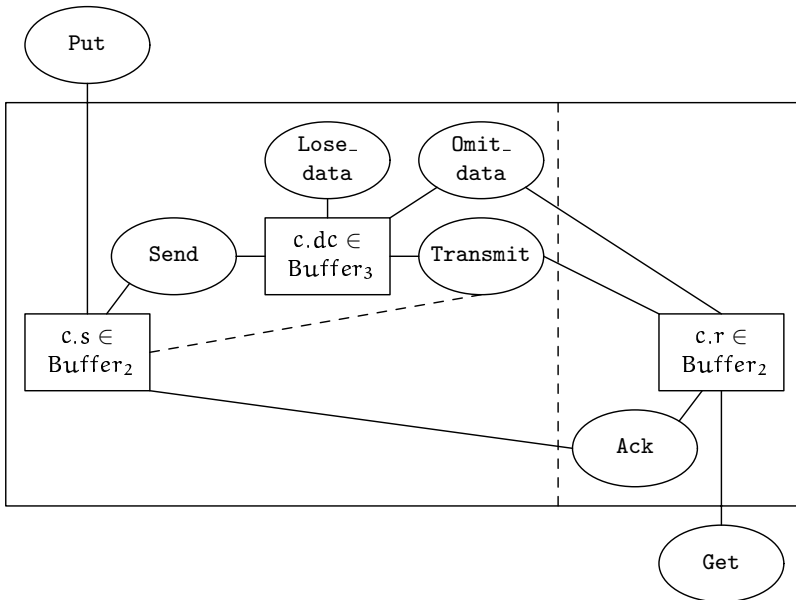 Put
Lose_
data
Omit_
data
Send
c.dc ∈
Buffer₃
Transmit
c.s ∈
Buffer₂
c.r ∈
Buffer₂
Ack
Get